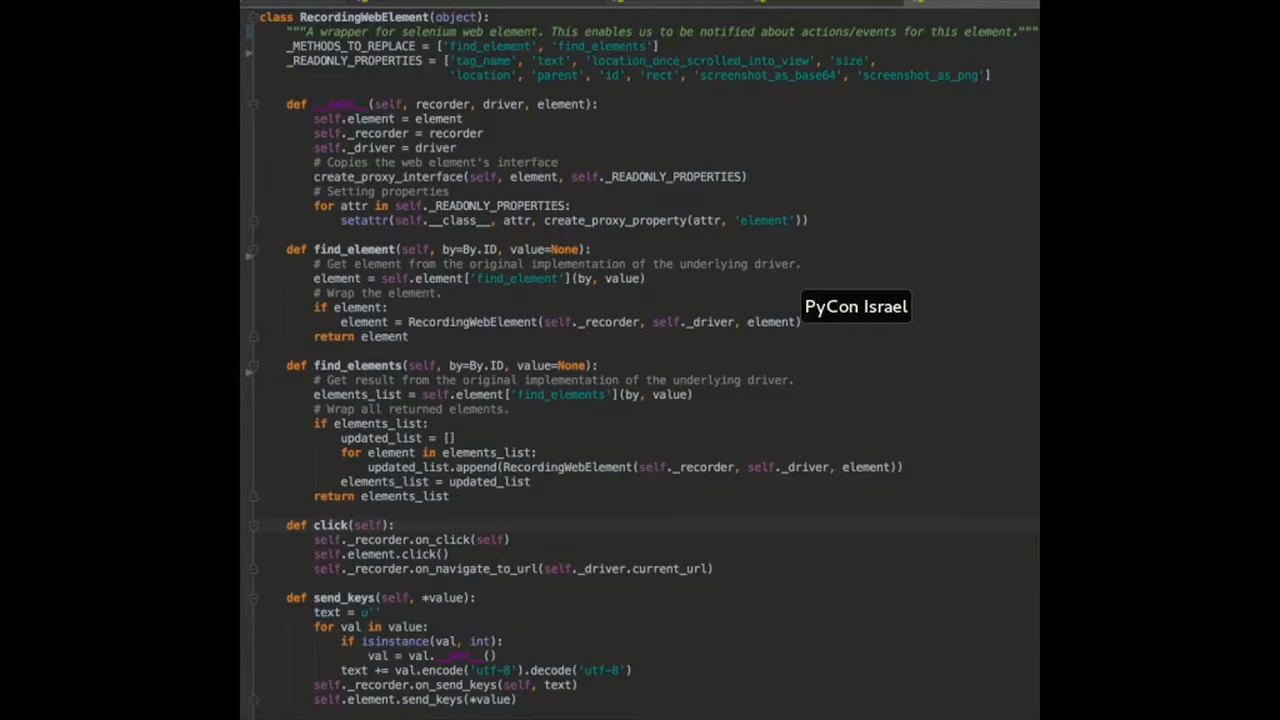 class RecordingWebElement(object):
    """A wrapper for selenium web element. This enables us to be notified about actions/events for this element."""
    _METHODS_TO_REPLACE = ['find_element', 'find_elements']
    _READONLY_PROPERTIES = ['tag_name', 'text', 'location_once_scrolled_into_view', 'size',
                            'location', 'parent', 'id', 'rect', 'screenshot_as_base64', 'screenshot_as_png']
    def (self, recorder, driver, element):
        self.element = element
        self._recorder = recorder
        self._driver = driver
        # Copies the web element's interface
        create_proxy_interface(self, element, self._READONLY_PROPERTIES)
        # Setting properties
        for attr in self._READONLY_PROPERTIES:
            setattr(self.__class__, attr, create_proxy_property(attr, 'element'))
    def find_element(self, by=By.ID, value=None):
        # Get element from the original implementation of the underlying driver.
        element = self.element['find_element'](by, value)
        # Wrap the element.
        if element:
            element = RecordingWebElement(self._recorder, self._driver, element)
        return element
PyCon Israel
    def find_elements(self, by=By.ID, value=None):
        # Get result from the original implementation of the underlying driver.
        elements_list = self.element['find_elements'](by, value)
        # Wrap all returned elements.
        if elements_list:
            updated_list = []
            for element in elements_list:
                updated_list.append(RecordingWebElement(self._recorder, self._driver, element))
            elements_list = updated_list
        return elements_list
    def click(self):
        self._recorder.on_click(self)
        self.element.click()
        self._recorder.on_navigate_to_url(self._driver.current_url)
    def send_keys(self, *value):
        text = u''
        for val in value:
            if isinstance(val, int):
                val = val.()
            text += val.encode('utf-8').decode('utf-8')
        self._recorder.on_send_keys(self, text)
        self.element.send_keys(*value)